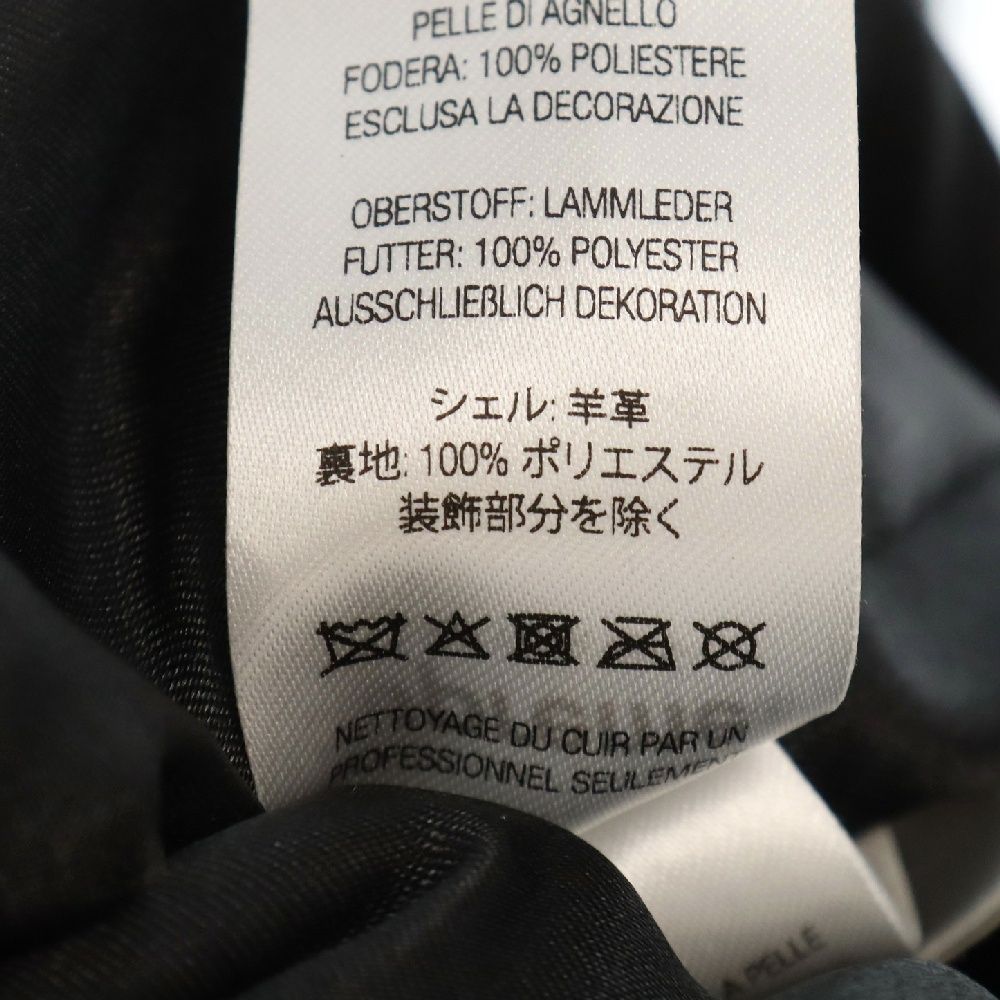 PELLE DI AGNELLO
FODERA: 100% POLIESTERE
ESCLUSA LA DECORAZIONE
OBERSTOFF: LAMMLEDER
FUTTER: 100% POLYESTER
AUSSCHLIEßLICH DEKORATION
シェル: 羊革
裏地: 100% ポリエステル
装飾部分を除く
NETTOYAGE DU CUIR PAR UN
PROFESSIONNEL SEULEMENT
PELLE